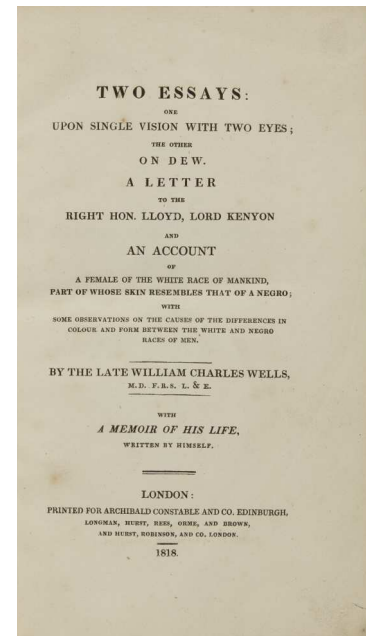 TWO ESSAYS:
ONE
UPON SINGLE VISION WITH TWO EYES;
THE OTHER
ON DEW.
A LETTER
TO THE
RIGHT HON. LLOYD, LORD KENYON
AND
AN ACCOUNT
OF
A FEMALE OF THE WHITE RACE OF MANKIND,
PART OF WHOSE SKIN RESEMBLES THAT OF A NEGRO;
WITH
SOME OBSERVATIONS ON THE CAUSES OF THE DIFFERENCES IN
COLOUR AND FORM BETWEEN THE WHITE AND NEGRO
RACES OF MEN.
BY THE LATE WILLIAM CHARLES WELLS,
M.D. F.R.S. L. & E.
WITH
A MEMOIR OF HIS LIFE,
WRITTEN BY HIMSELF.
LONDON:
PRINTED FOR ARCHIBALD CONSTABLE AND CO. EDINBURGH,
LONGMAN, HURST, REES, ORME, AND BROWN,
AND HURST, ROBINSON, AND CO. LONDON.
1818.